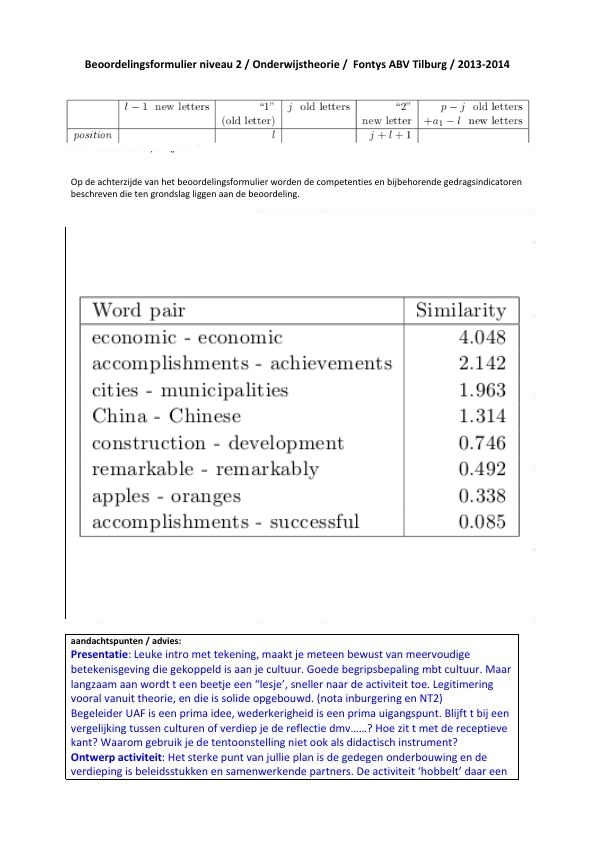 Beoordelingsformulier niveau 2 / Onderwijstheorie / Fontys ABV Tilburg / 2013-2014
l − 1 new letters "1" j old letters "2" p − j old letters
(old letter) new letter +a₁ − l new letters
position l j + l + 1
Op de achterzijde van het beoordelingsformulier worden de competenties en bijbehorende gedragsindicatoren
beschreven die ten grondslag liggen aan de beoordeling.
Word pair Similarity
economic - economic 4.048
accomplishments - achievements 2.142
cities - municipalities 1.963
China - Chinese 1.314
construction - development 0.746
remarkable - remarkably 0.492
apples - oranges 0.338
accomplishments - successful 0.085
aandachtspunten / advies:
Presentatie: Leuke intro met tekening, maakt je meteen bewust van meervoudige
betekenisgeving die gekoppeld is aan je cultuur. Goede begripsbepaling mbt cultuur. Maar
langzaam aan wordt t een beetje een "lesje', sneller naar de activiteit toe. Legitimering
vooral vanuit theorie, en die is solide opgebouwd. (nota inburgering en NT2)
Begeleider UAF is een prima idee, wederkerigheid is een prima uigangspunt. Blijft t bij een
vergelijking tussen culturen of verdiep je de reflectie dmv……? Hoe zit t met de receptieve
kant? Waarom gebruik je de tentoonstelling niet ook als didactisch instrument?
Ontwerp activiteit: Het sterke punt van jullie plan is de gedegen onderbouwing en de
verdieping is beleidsstukken en samenwerkende partners. De activiteit 'hobbelt' daar een